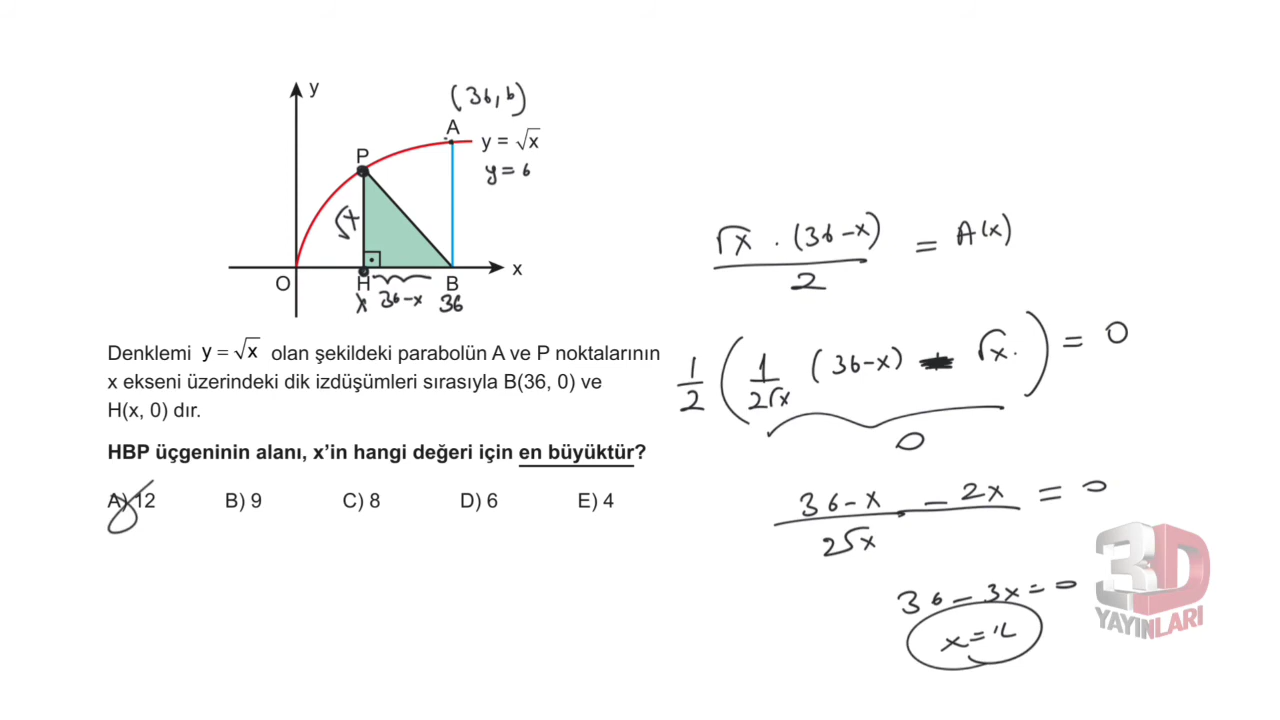 y
(36, 6)
A
y = √x
P
y = 6
√x
O
H
B
x
x
36-x
36
Denklemi y = √x olan şekildeki parabolün A ve P noktalarının
x ekseni üzerindeki dik izdüşümleri sırasıyla B(36, 0) ve
H(x, 0) dır.
HBP üçgeninin alanı, x'in hangi değeri için en büyüktür?
A) 12 B) 9 C) 8 D) 6 E) 4
√x . (36-x) / 2 = A(x)
1/2 ( 1/2√x (36-x) - √x. ) = 0
0
36-x - 2x / 2√x = 0
36 - 3x = 0
x = 12
3D
YAYINLARI